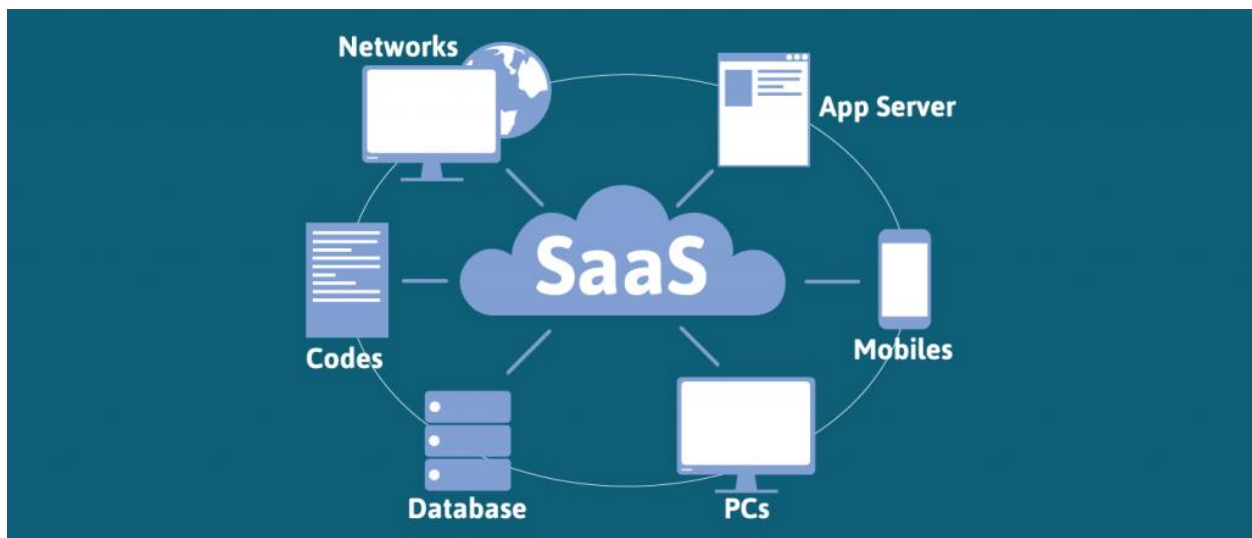 Networks
App Server
SaaS
Codes
Mobiles
Database
PCs